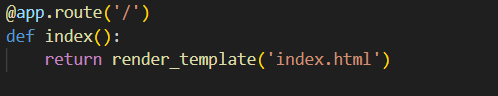 @app.route('/')
def index():
    return render_template('index.html')